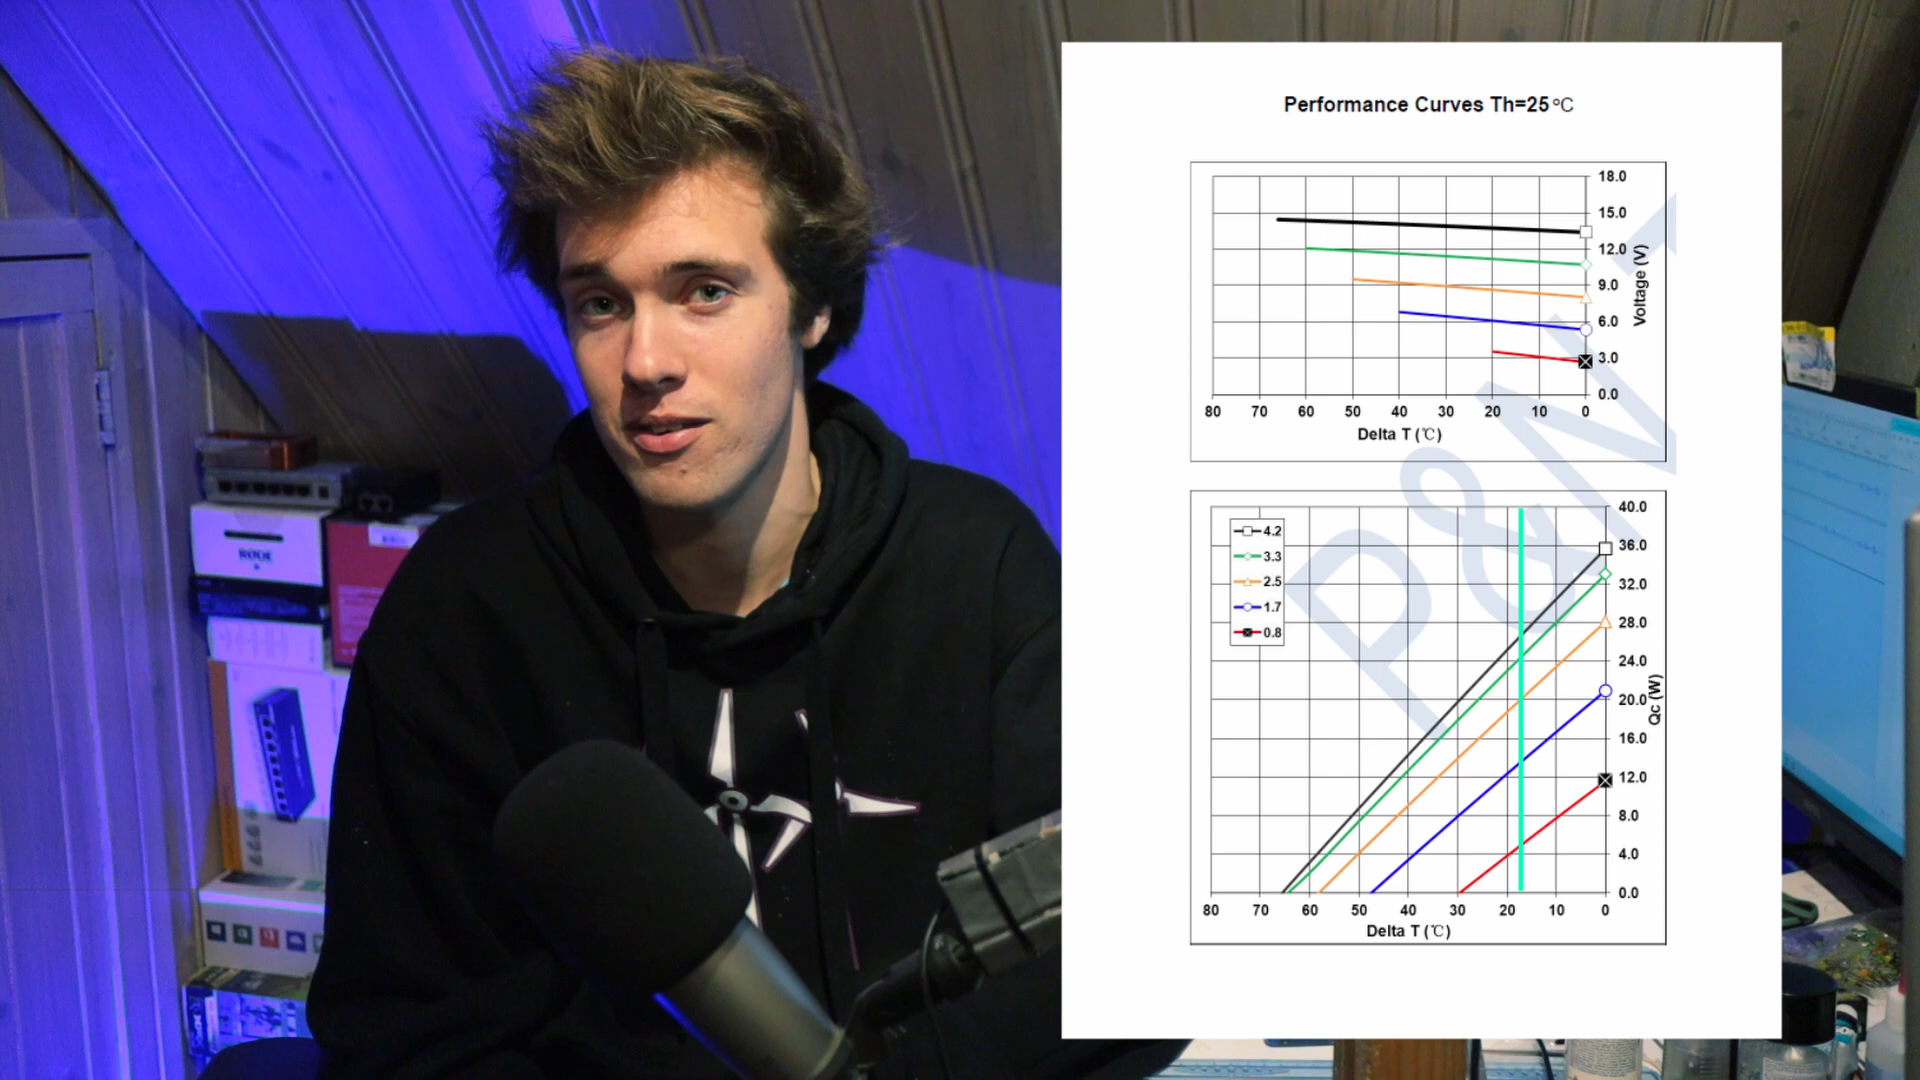 Performance Curves Th=25°C
18.0
15.0
12.0
9.0
6.0
3.0
0.0
Voltage (V)
80 70 60 50 40 30 20 10 0
Delta T (℃)
4.2
3.3
2.5
1.7
0.8
40.0
36.0
32.0
28.0
24.0
20.0
16.0
12.0
8.0
4.0
0.0
Qc (W)
80 70 60 50 40 30 20 10 0
Delta T (℃)
P&N
RODE